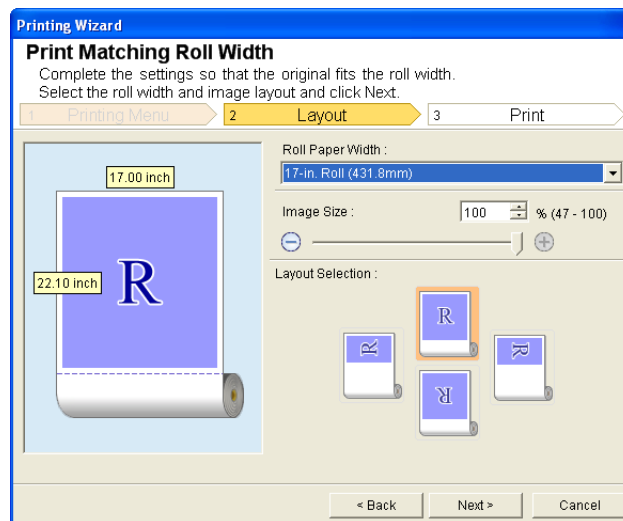 Printing Wizard
Print Matching Roll Width
Complete the settings so that the original fits the roll width.
Select the roll width and image layout and click Next.
1 Printing Menu 2 Layout 3 Print
Roll Paper Width :
17-in. Roll (431.8mm)
17.00 inch
Image Size : 100 % (47 - 100)
22.10 inch
R
Layout Selection :
R
R
R
R
< Back Next > Cancel